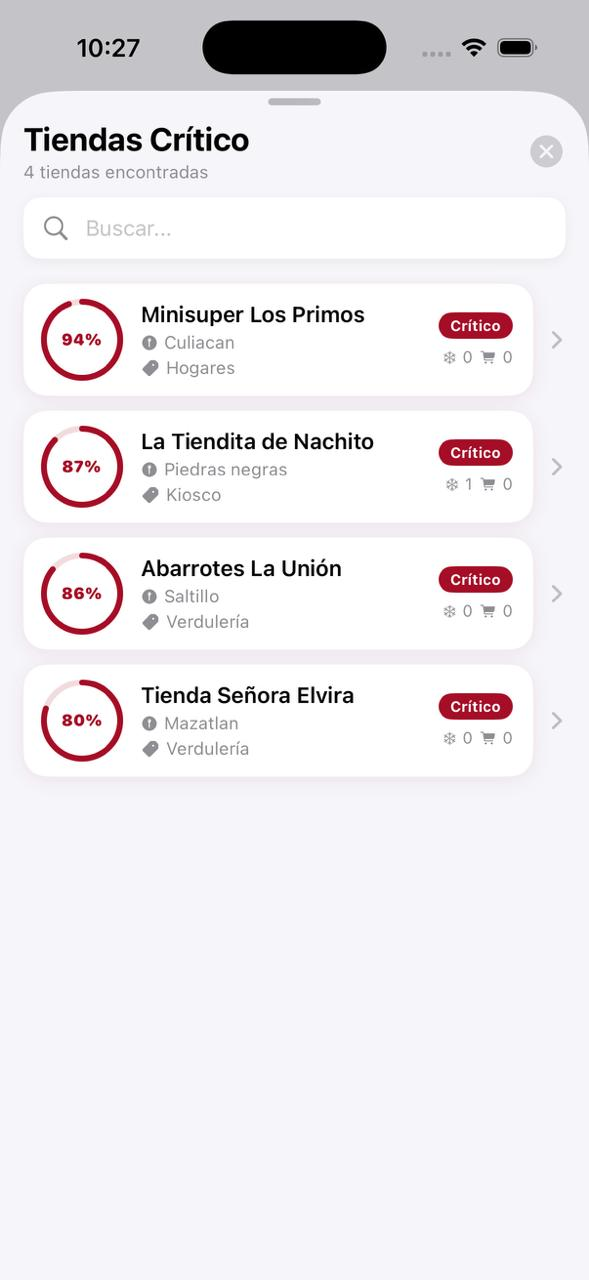 10:27
Tiendas Crítico
4 tiendas encontradas
Buscar...
94%
Minisuper Los Primos
Culiacan
Hogares
Crítico
0 0
87%
La Tiendita de Nachito
Piedras negras
Kiosco
Crítico
1 0
86%
Abarrotes La Unión
Saltillo
Verdulería
Crítico
0 0
80%
Tienda Señora Elvira
Mazatlan
Verdulería
Crítico
0 0